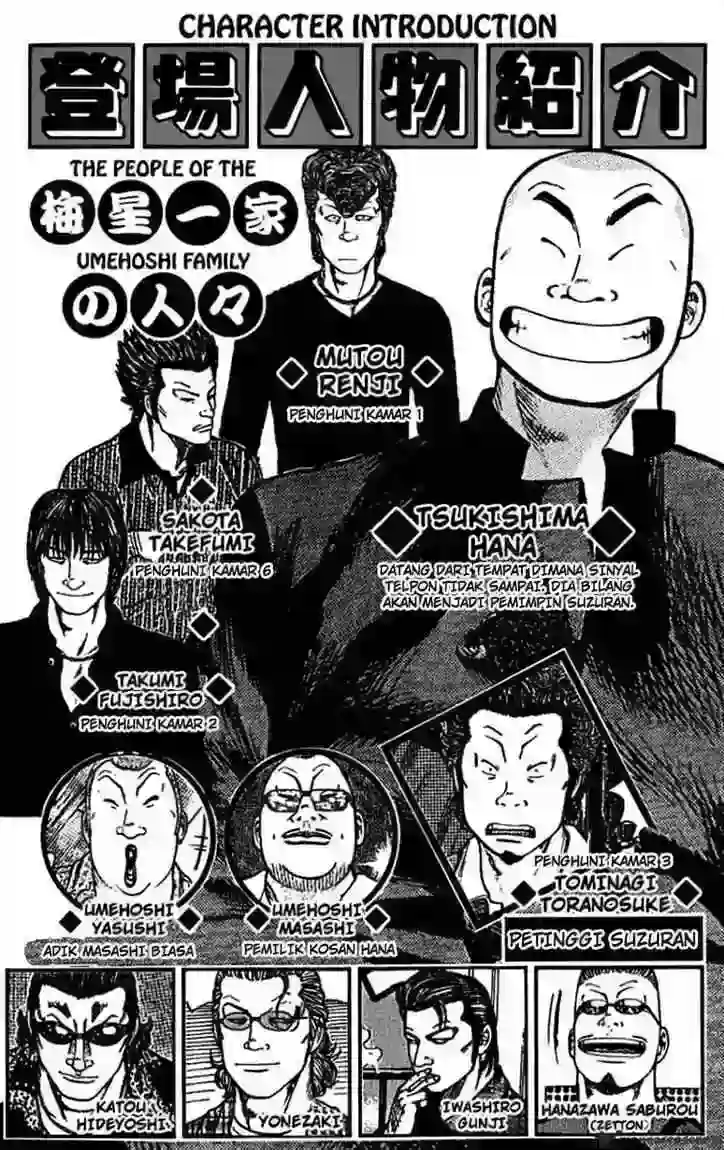 CHARACTER INTRODUCTION
登場人物紹介
THE PEOPLE OF THE
梅星一家
UMEHOSHI FAMILY
の人々
MUTOU
RENJI
PENGHUNI KAMAR 1
SAKOTA
TAKEFUMI
PENGHUNI KAMAR 6
TSUKISHIMA
HANA
DATANG DARI TEMPAT DIMANA SINYAL
TELPON TIDAK SAMPAI. DIA BILANG
AKAN MENJADI PEMIMPIN SUZURAN.
TAKUMI
FUJISHIRO
PENGHUNI KAMAR 2
PENGHUNI KAMAR 3
TOMINAGI
TORANOSUKE
UMEHOSHI
YASUSHI
ADIK MASASHI BIASA
UMEHOSHI
MASASHI
PEMILIK KOSAN HANA
PETINGGI SUZURAN
KATOU
HIDEYOSHI
YONEZAKI
IWASHIRO
GUNJI
HANAZAWA SABUROU
(ZETTON)